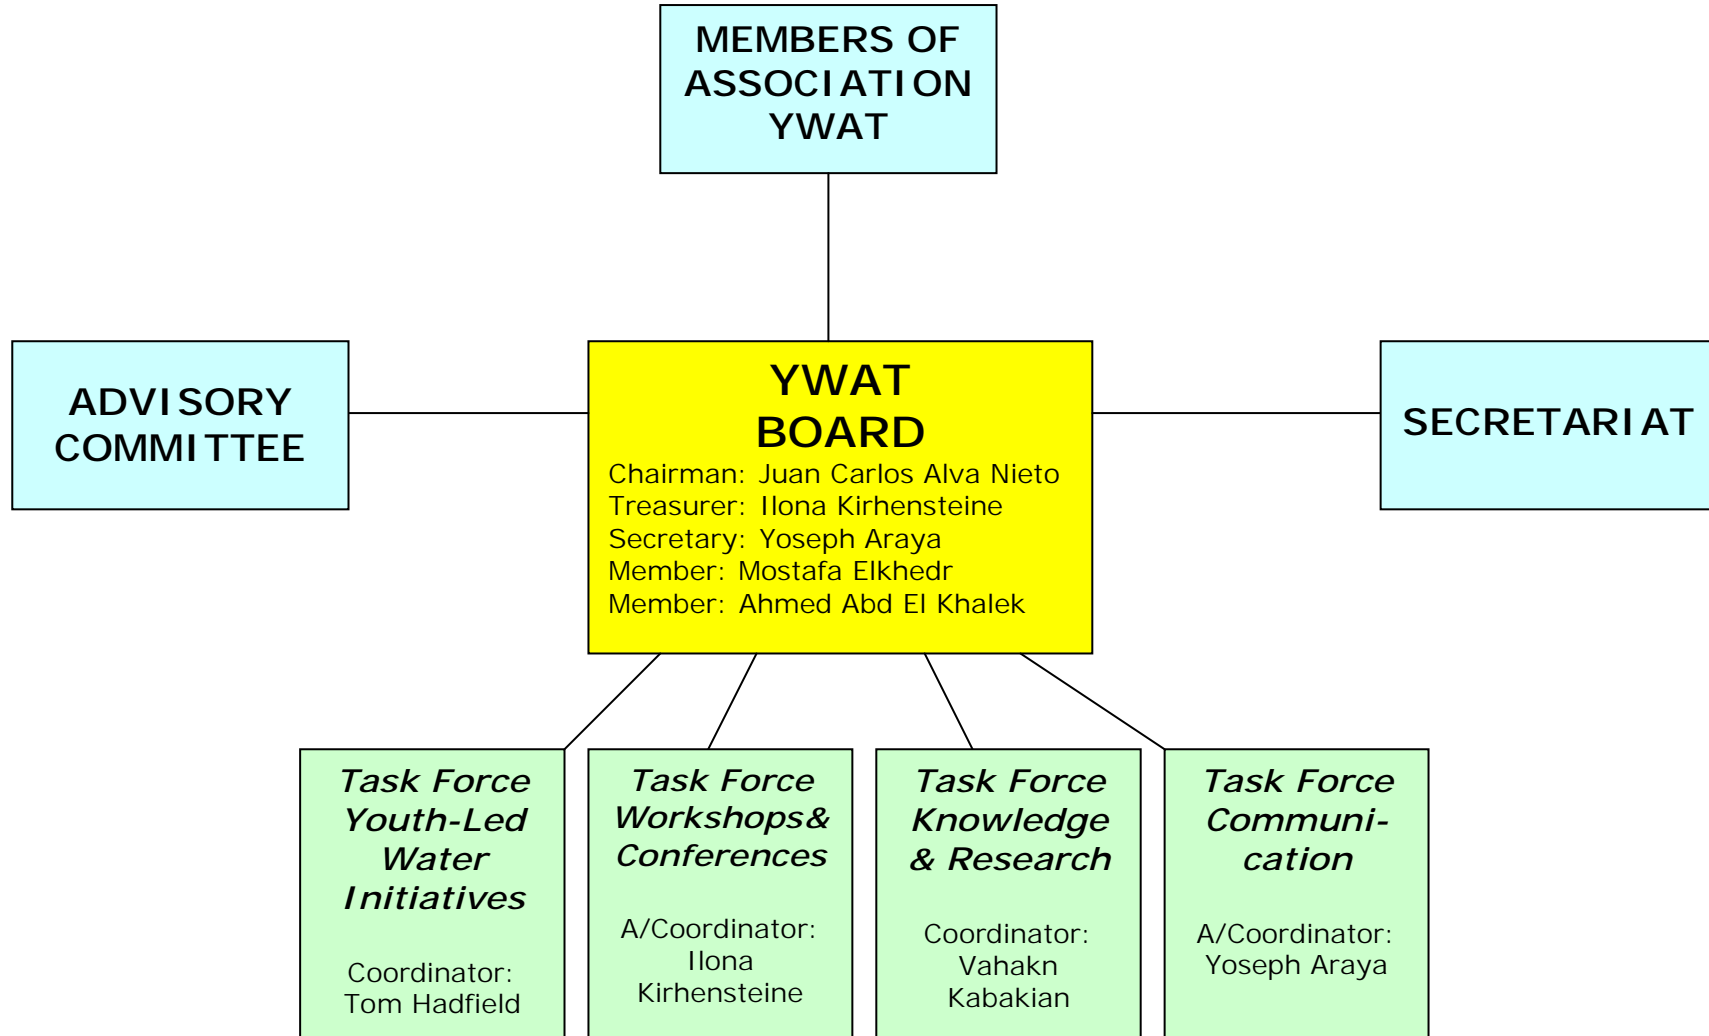 MEMBERS OF
ASSOCIATION
YWAT
ADVISORY
COMMITTEE
YWAT
BOARD
Chairman: Juan Carlos Alva Nieto
Treasurer: Ilona Kirhensteine
Secretary: Yoseph Araya
Member: Mostafa Elkhedr
Member: Ahmed Abd El Khalek
SECRETARIAT
Task Force
Youth-Led
Water
Initiatives
Coordinator:
Tom Hadfield
Task Force
Workshops&
Conferences
A/Coordinator:
Ilona
Kirhensteine
Task Force
Knowledge
& Research
Coordinator:
Vahakn
Kabakian
Task Force
Communi-
cation
A/Coordinator:
Yoseph Araya